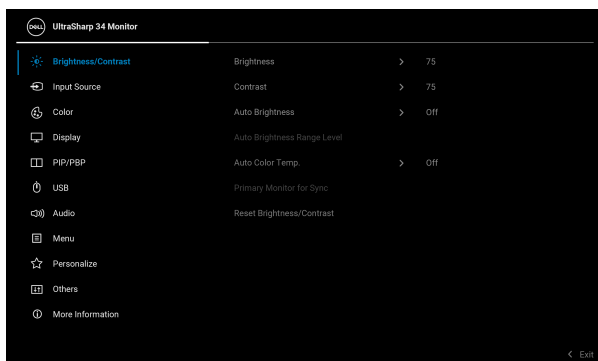 DELL UltraSharp 34 Monitor
Brightness/Contrast Brightness > 75
Input Source Contrast > 75
Color Auto Brightness > Off
Display Auto Brightness Range Level
PIP/PBP Auto Color Temp. > Off
USB Primary Monitor for Sync
Audio Reset Brightness/Contrast
Menu
Personalize
Others
More Information
< Exit